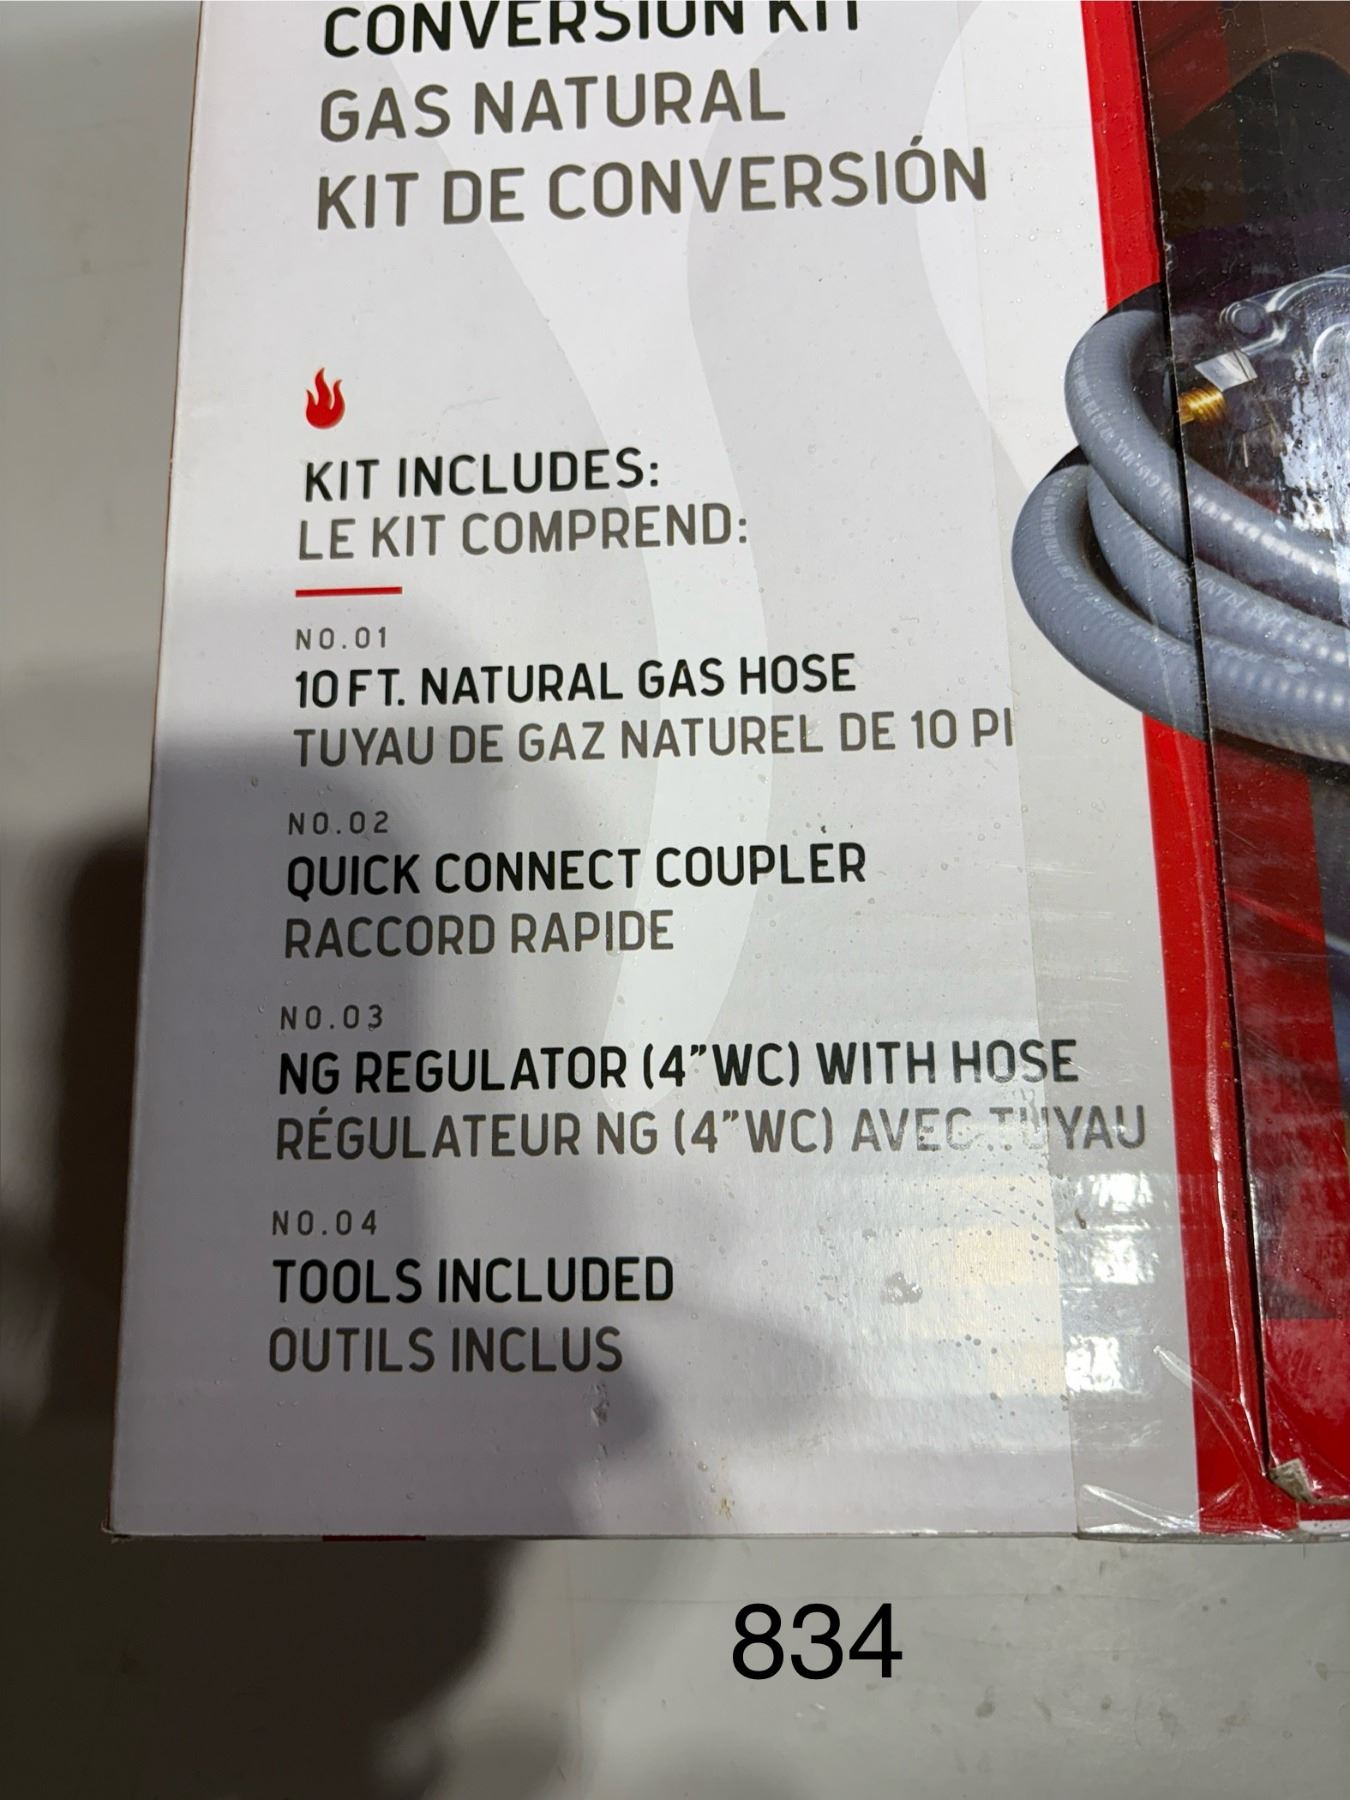 CONVERSION KIT
GAS NATURAL
KIT DE CONVERSIÓN
KIT INCLUDES:
LE KIT COMPREND:
NO.01
10 FT. NATURAL GAS HOSE
TUYAU DE GAZ NATUREL DE 10 PI
NO.02
QUICK CONNECT COUPLER
RACCORD RAPIDE
NO.03
NG REGULATOR (4"WC) WITH HOSE
RÉGULATEUR NG (4"WC) AVEC TUYAU
NO.04
TOOLS INCLUDED
OUTILS INCLUS
834